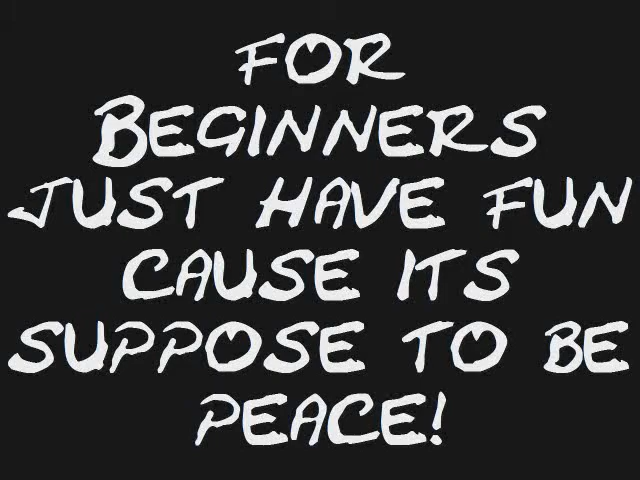 FOR
BEGINNERS
JUST HAVE FUN
CAUSE ITS
SUPPOSE TO BE
PEACE!